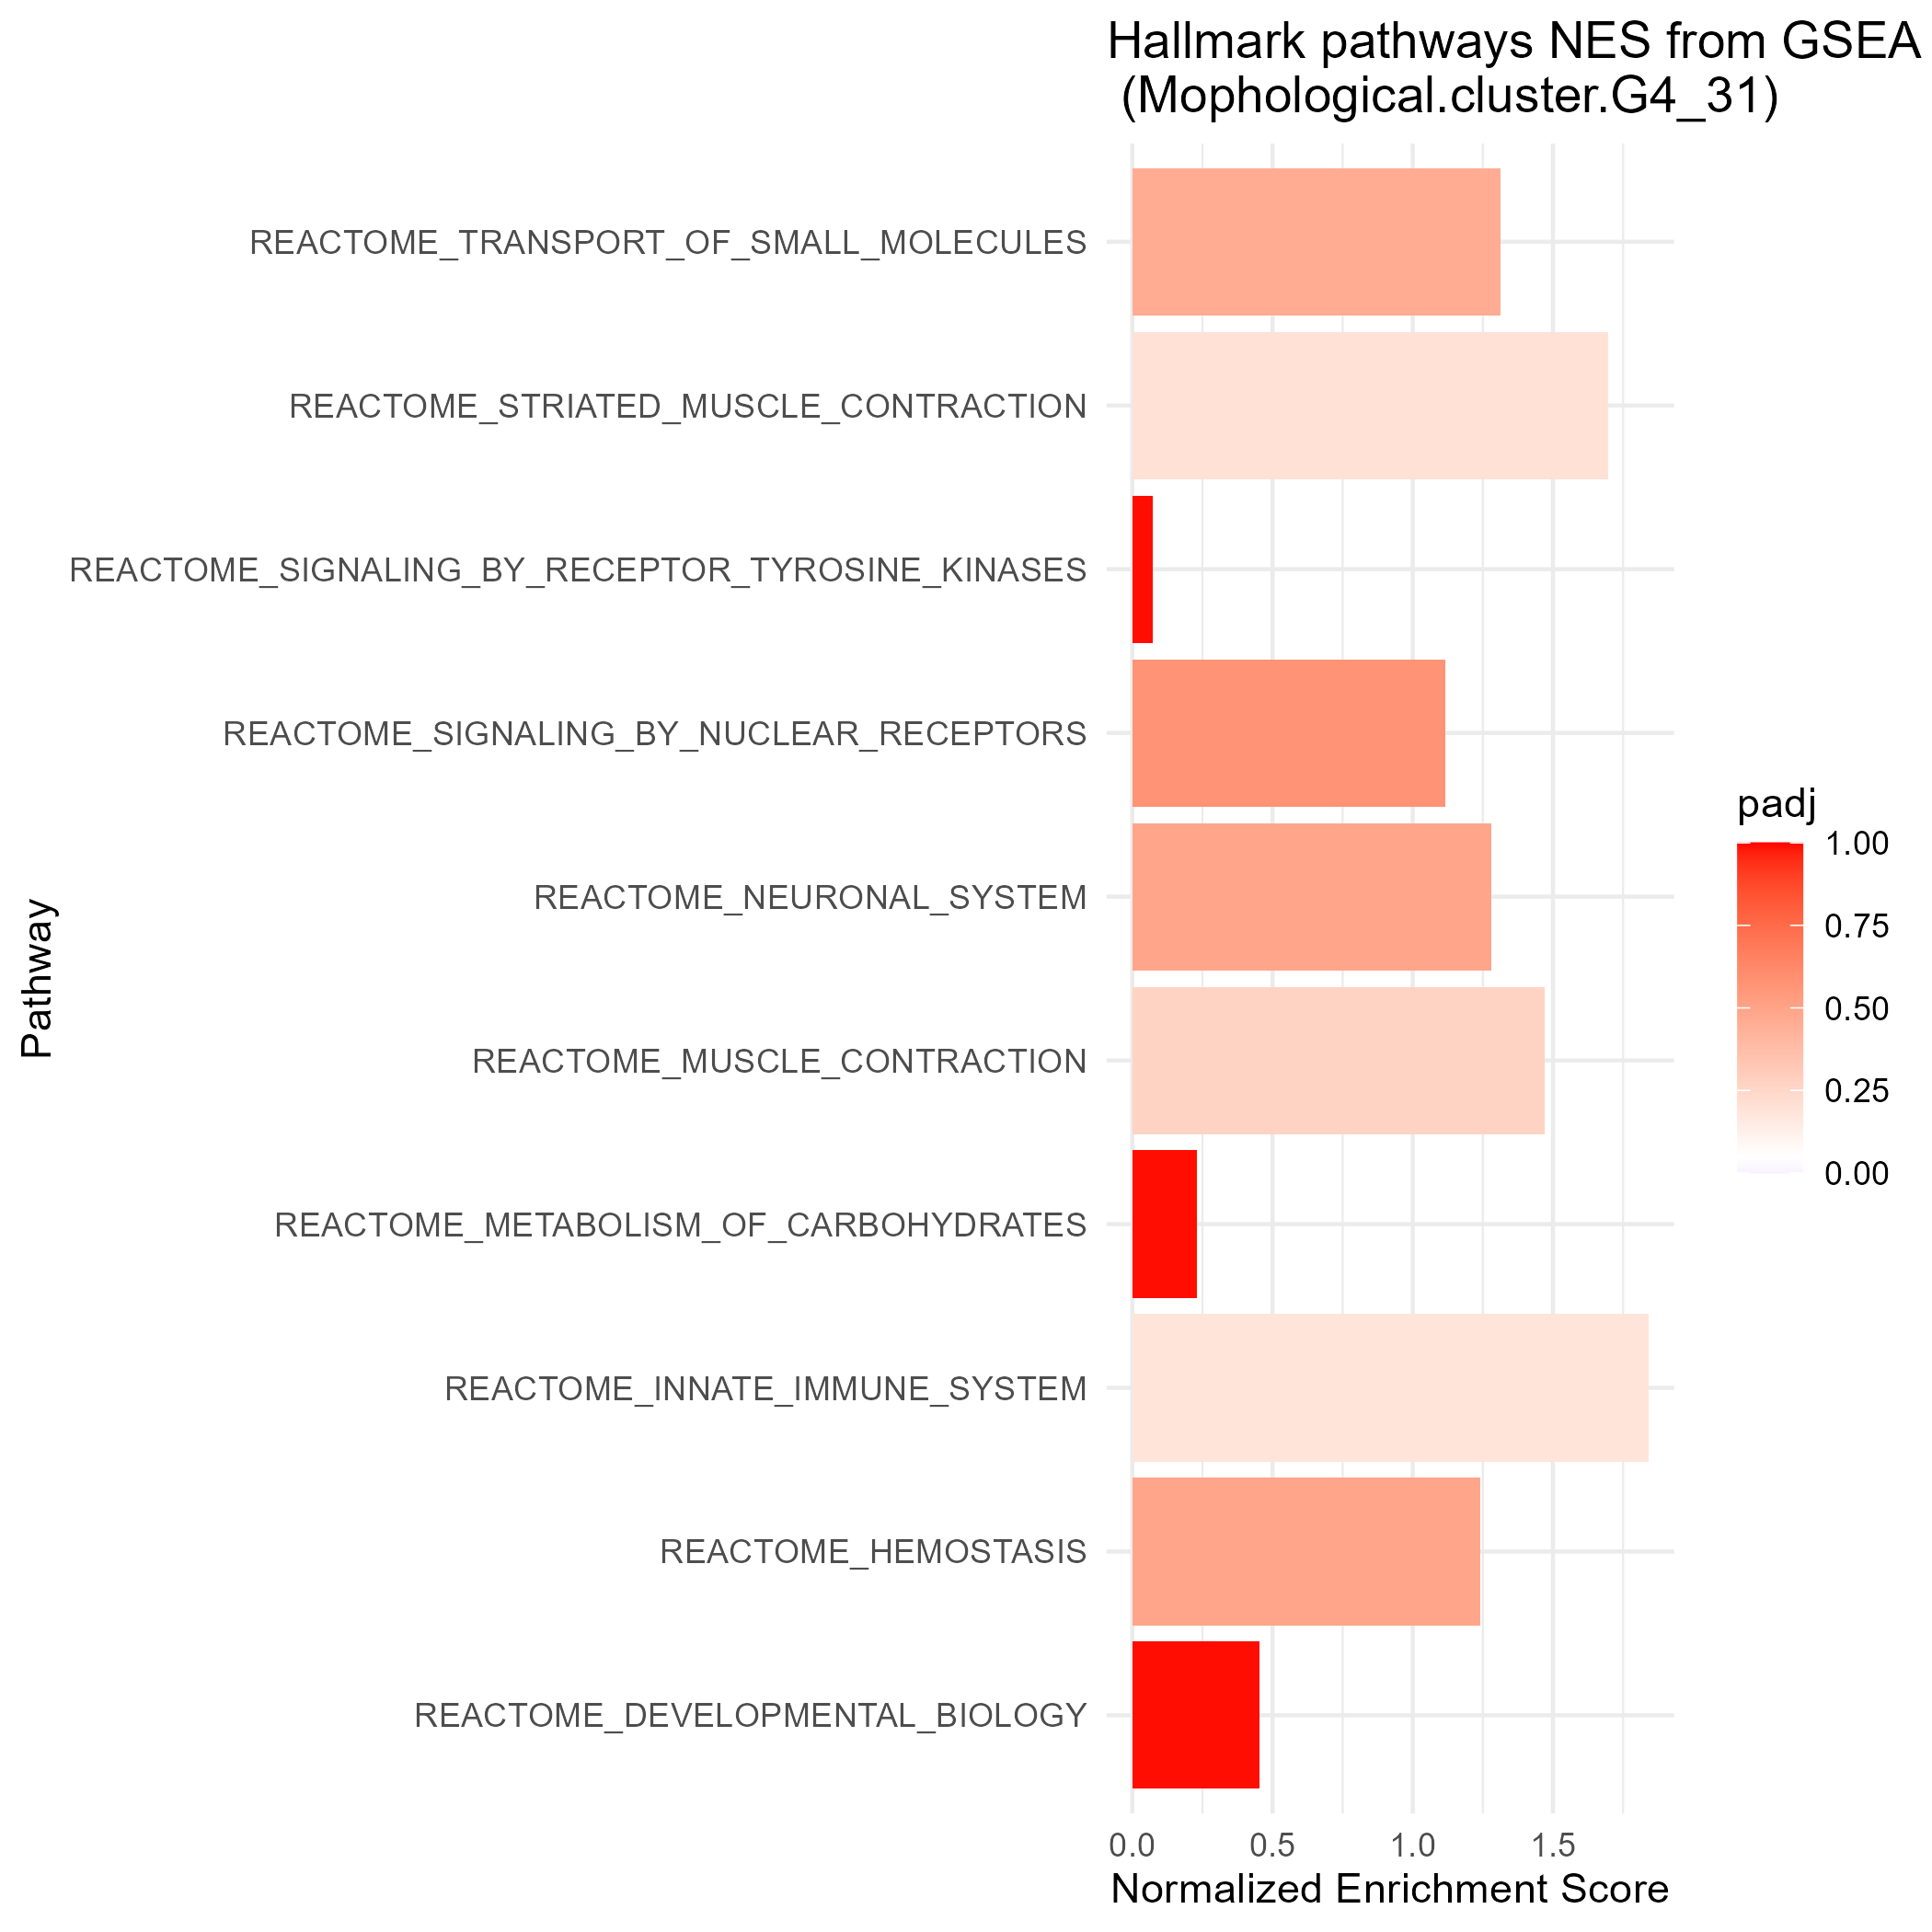 Hallmark pathways NES from GSEA
(Mophological.cluster.G4_31)
REACTOME_TRANSPORT_OF_SMALL_MOLECULES
REACTOME_STRIATED_MUSCLE_CONTRACTION
REACTOME_SIGNALING_BY_RECEPTOR_TYROSINE_KINASES
REACTOME_SIGNALING_BY_NUCLEAR_RECEPTORS
REACTOME_NEURONAL_SYSTEM
REACTOME_MUSCLE_CONTRACTION
REACTOME_METABOLISM_OF_CARBOHYDRATES
REACTOME_INNATE_IMMUNE_SYSTEM
REACTOME_HEMOSTASIS
REACTOME_DEVELOPMENTAL_BIOLOGY
Pathway
0.0 0.5 1.0 1.5
Normalized Enrichment Score
padj
1.00
0.75
0.50
0.25
0.00